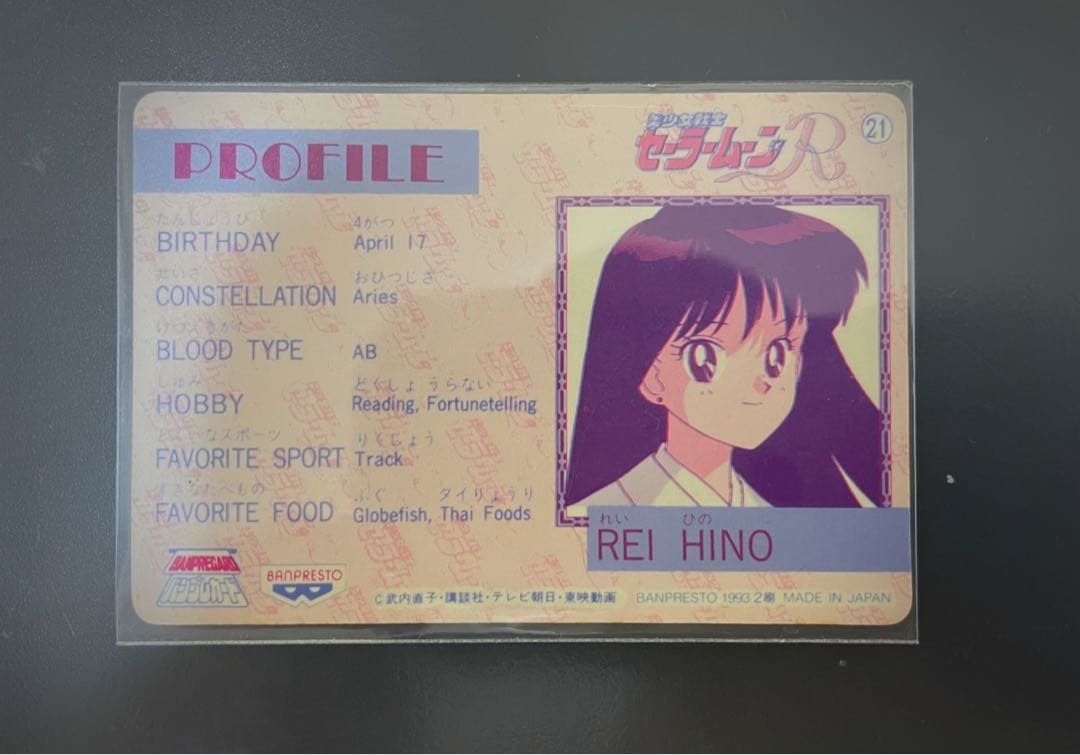 美少女戦士
セーラームーンR
21
PROFILE
たんじょうび 4がつ
BIRTHDAY April 17
せいざ おひつじざ
CONSTELLATION Aries
けつえきがた
BLOOD TYPE AB
しゅみ どくしょ うらない
HOBBY Reading, Fortunetelling
とくいなスポーツ りくじょう
FAVORITE SPORT Track
すきなたべもの ふぐ タイりょうり
FAVORITE FOOD Globefish, Thai Foods
れい ひの
REI HINO
BANPRECARD
バンプレカード
BANPRESTO
©武内直子・講談社・テレビ朝日・東映動画
BANPRESTO 1993 2刷 MADE IN JAPAN